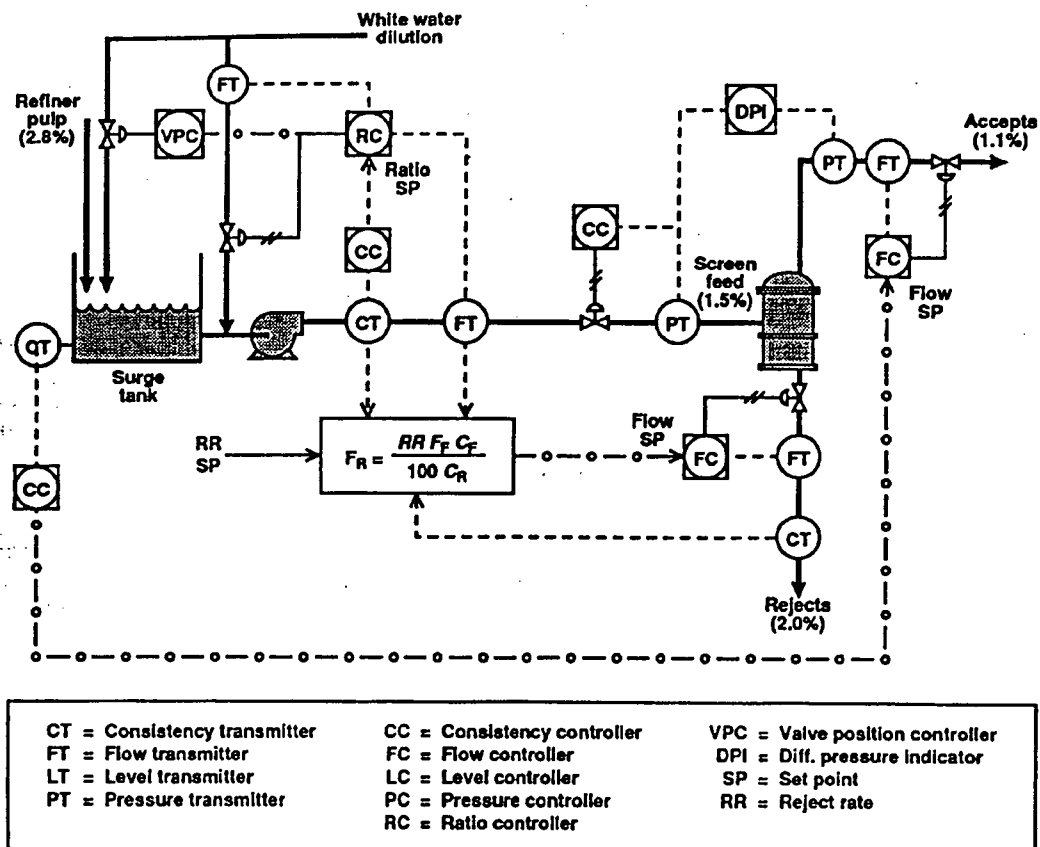 White water
dilution
FT
Refiner
pulp
(2.8%)
VPC
RC
Ratio
SP
DPI
Accepts
(1.1%)
PT
FT
CC
CC
FC
Flow
SP
Screen
feed
(1.5%)
CT
FT
PT
QT
Surge
tank
RR
SP
F_R = RR F_F C_F / 100 C_R
Flow
SP
FC
FT
CC
CT
Rejects
(2.0%)
CT = Consistency transmitter
FT = Flow transmitter
LT = Level transmitter
PT = Pressure transmitter
CC = Consistency controller
FC = Flow controller
LC = Level controller
PC = Pressure controller
RC = Ratio controller
VPC = Valve position controller
DPI = Diff. pressure indicator
SP = Set point
RR = Reject rate